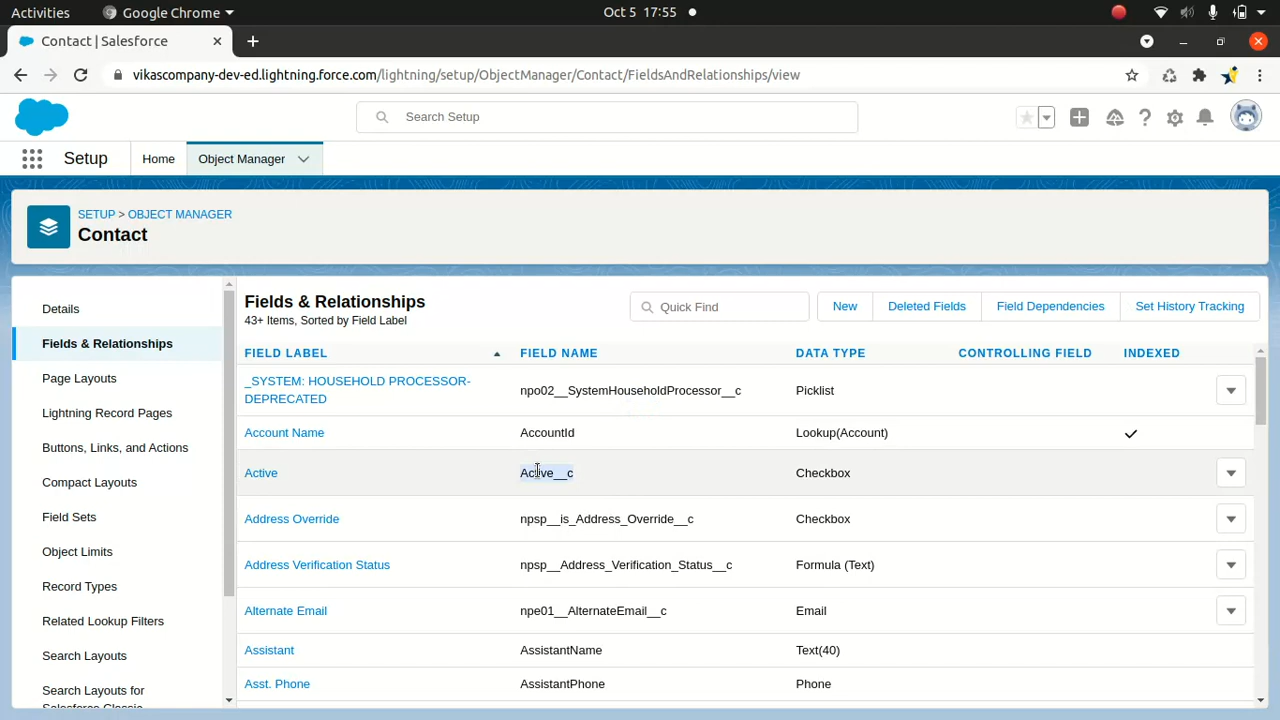 Activities Google Chrome Oct 5 17:55
Contact | Salesforce
vikascompany-dev-ed.lightning.force.com/lightning/setup/ObjectManager/Contact/FieldsAndRelationships/view
Search Setup
Setup Home Object Manager
SETUP > OBJECT MANAGER
Contact
Details
Fields & Relationships
Page Layouts
Lightning Record Pages
Buttons, Links, and Actions
Compact Layouts
Field Sets
Object Limits
Record Types
Related Lookup Filters
Search Layouts
Search Layouts for
Salesforce Classic
Fields & Relationships
43+ Items, Sorted by Field Label
Quick Find New Deleted Fields Field Dependencies Set History Tracking
FIELD LABEL FIELD NAME DATA TYPE CONTROLLING FIELD INDEXED
_SYSTEM: HOUSEHOLD PROCESSOR-
DEPRECATED npo02__SystemHouseholdProcessor__c Picklist
Account Name AccountId Lookup(Account)
Active Active__c Checkbox
Address Override npsp__is_Address_Override__c Checkbox
Address Verification Status npsp__Address_Verification_Status__c Formula (Text)
Alternate Email npe01__AlternateEmail__c Email
Assistant AssistantName Text(40)
Asst. Phone AssistantPhone Phone